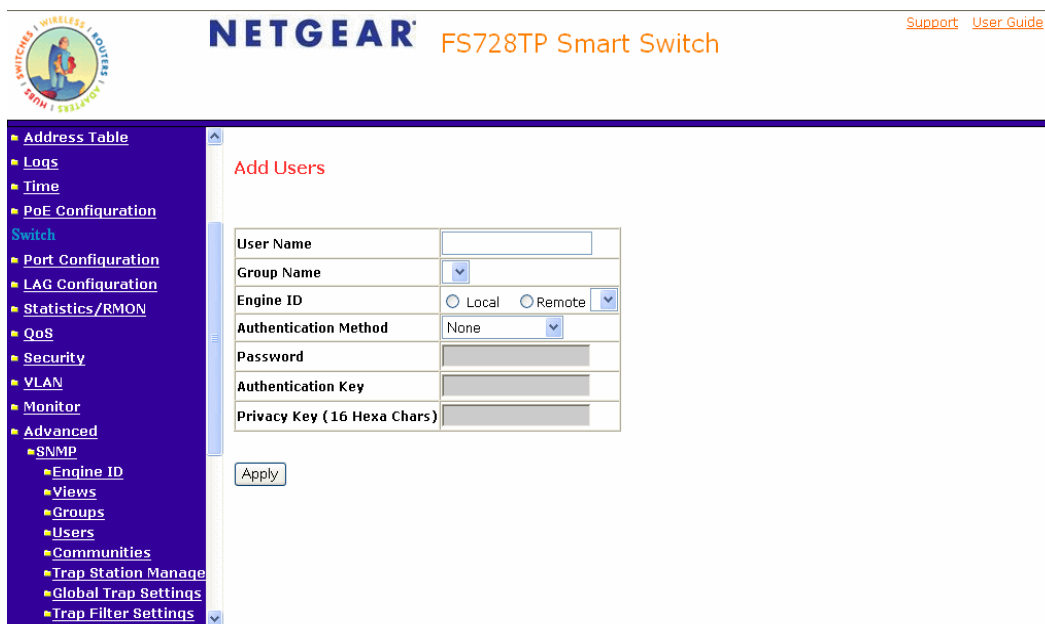 SWITCHES | WIRELESS | ROUTERS | ADAPTERS | HUBS
NETGEAR
FS728TP Smart Switch
Support User Guide
Address Table
Logs
Time
PoE Configuration
Switch
Port Configuration
LAG Configuration
Statistics/RMON
QoS
Security
VLAN
Monitor
Advanced
SNMP
Engine ID
Views
Groups
Users
Communities
Trap Station Manage
Global Trap Settings
Trap Filter Settings
Add Users
User Name
Group Name
Engine ID Local Remote
Authentication Method None
Password
Authentication Key
Privacy Key (16 Hexa Chars)
Apply